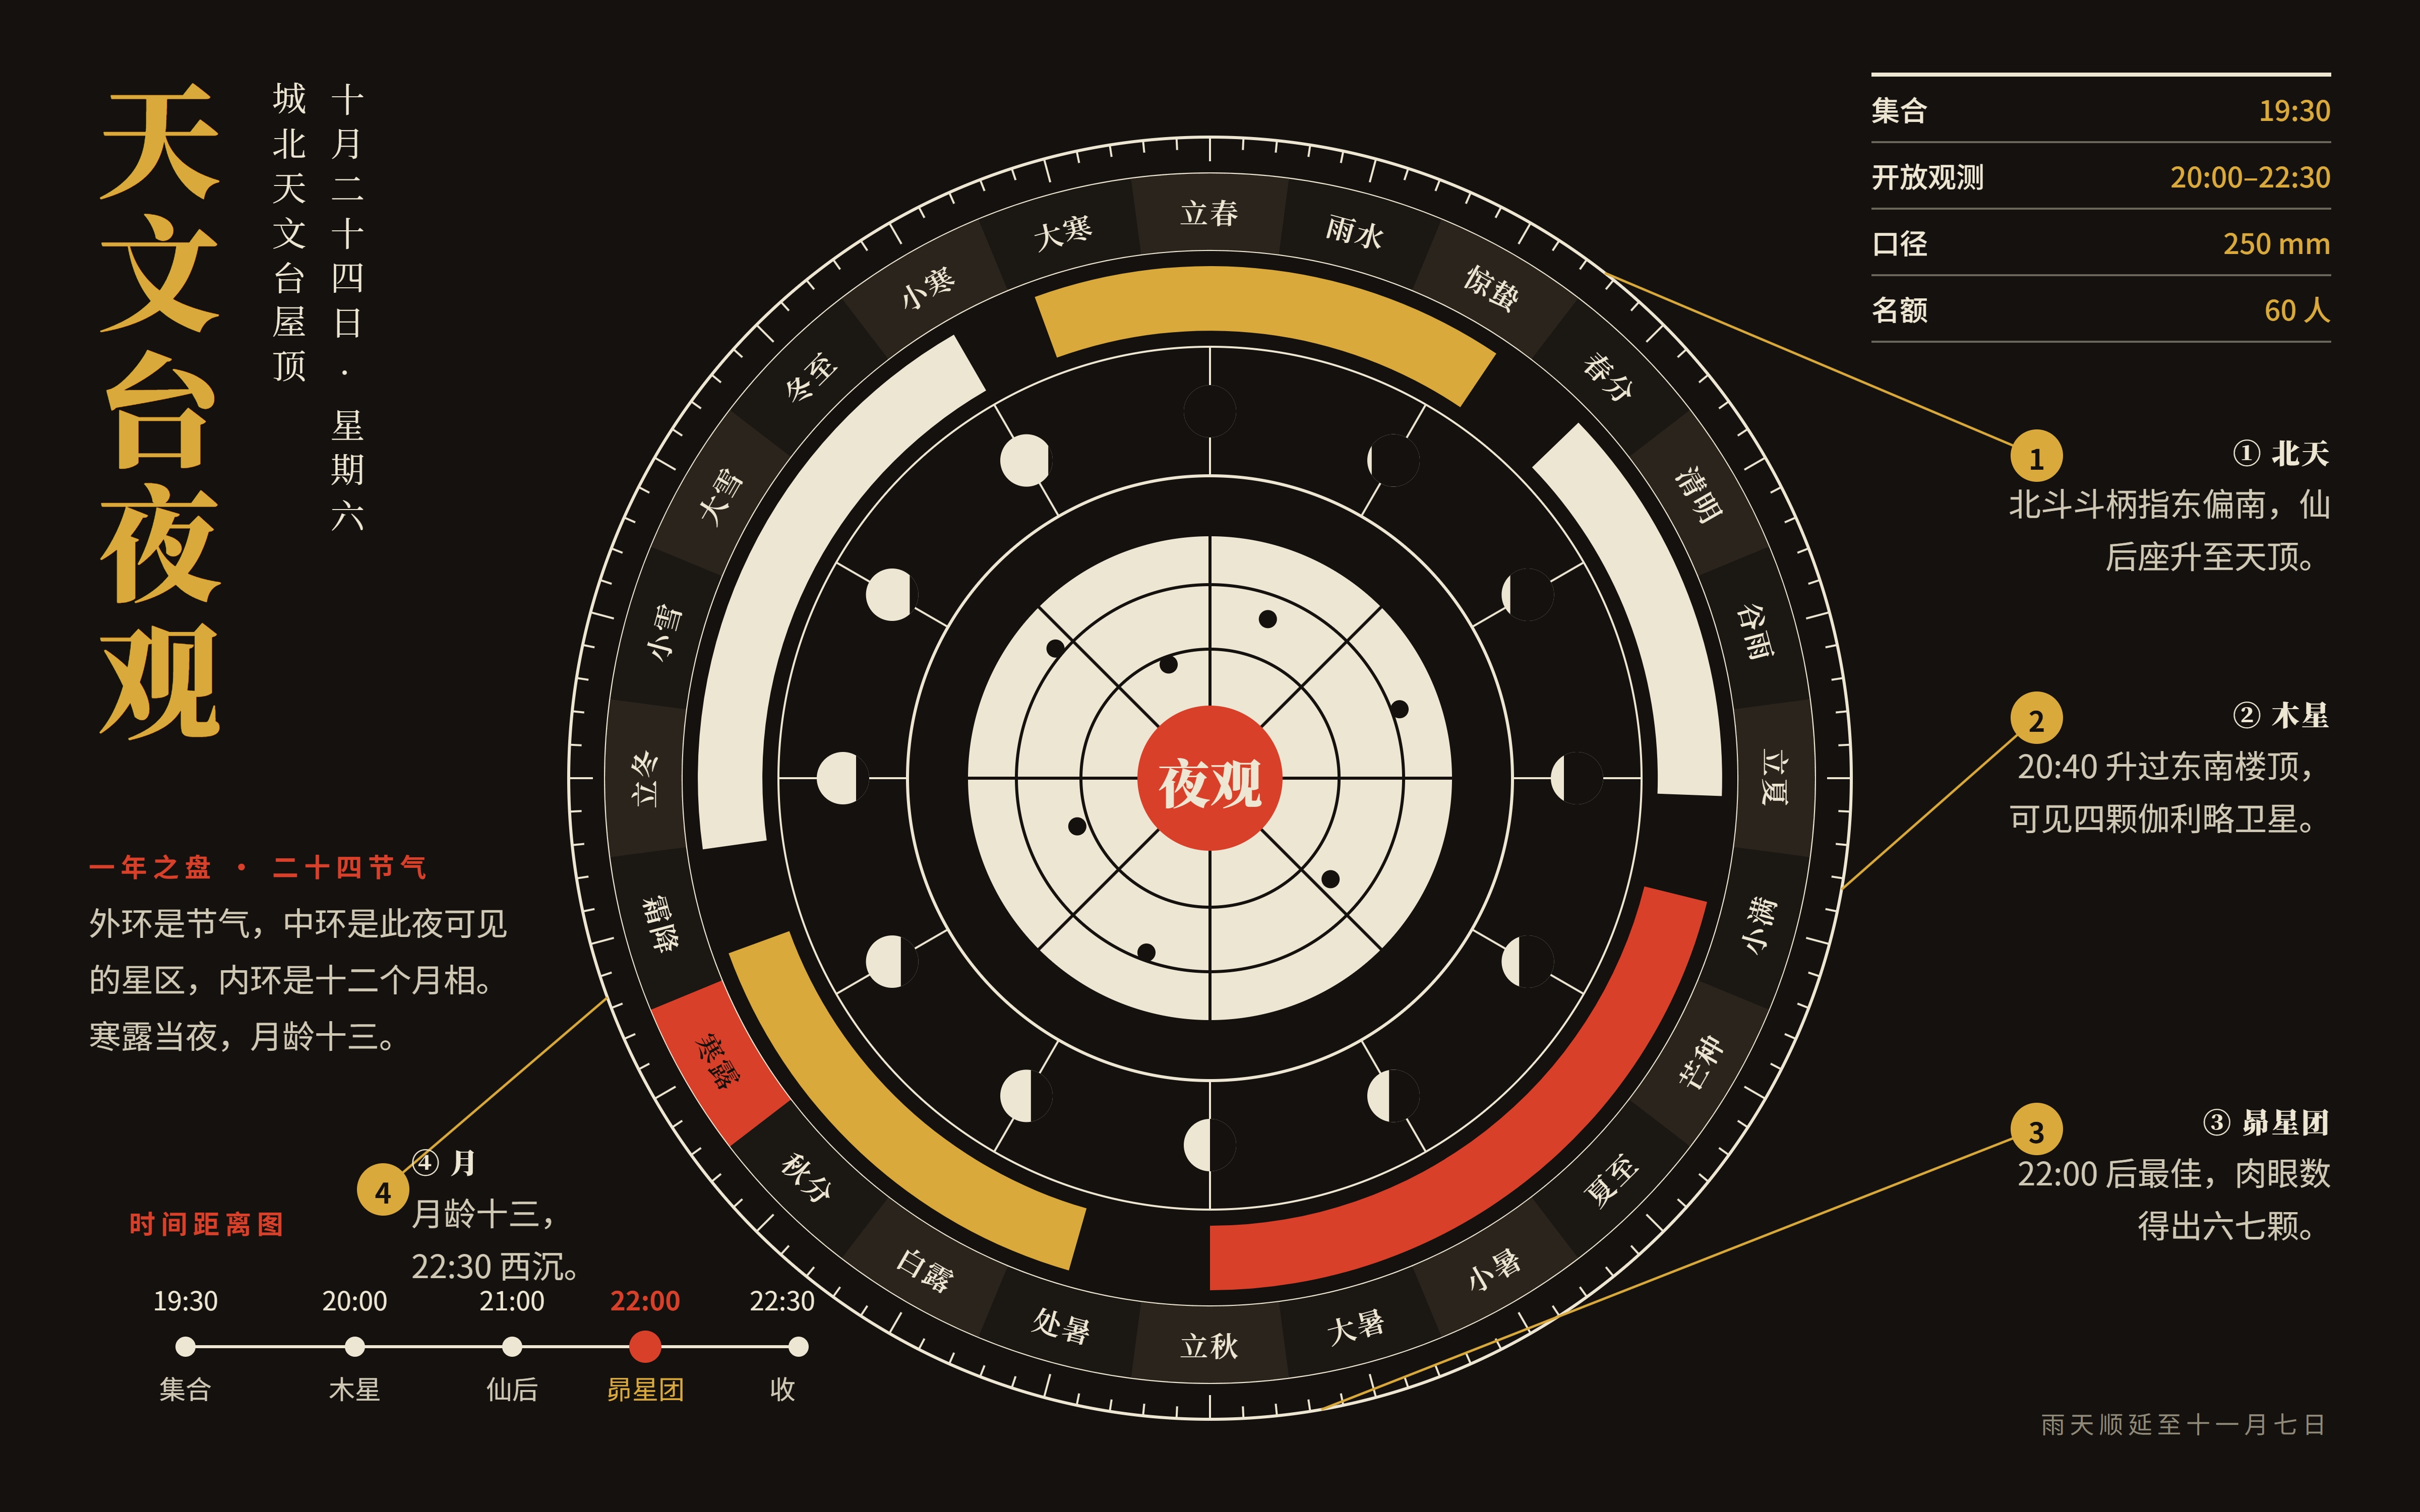 天文台夜观
十月二十四日 · 星期六
城北天文台屋顶
集合 19:30
开放观测 20:00–22:30
口径 250 mm
名额 60 人
立春
雨水
惊蛰
春分
清明
谷雨
立夏
小满
芒种
夏至
小暑
大暑
立秋
处暑
白露
秋分
寒露
霜降
立冬
小雪
大雪
冬至
小寒
大寒
夜观
1
① 北天
北斗斗柄指东偏南，仙
后座升至天顶。
2
② 木星
20:40 升过东南楼顶，
可见四颗伽利略卫星。
3
③ 昴星团
22:00 后最佳，肉眼数
得出六七颗。
一年之盘 · 二十四节气
外环是节气，中环是此夜可见
的星区，内环是十二个月相。
寒露当夜，月龄十三。
4
④ 月
月龄十三，
22:30 西沉。
时间距离图
19:30 20:00 21:00 22:00 22:30
集合 木星 仙后 昴星团 收
雨天顺延至十一月七日